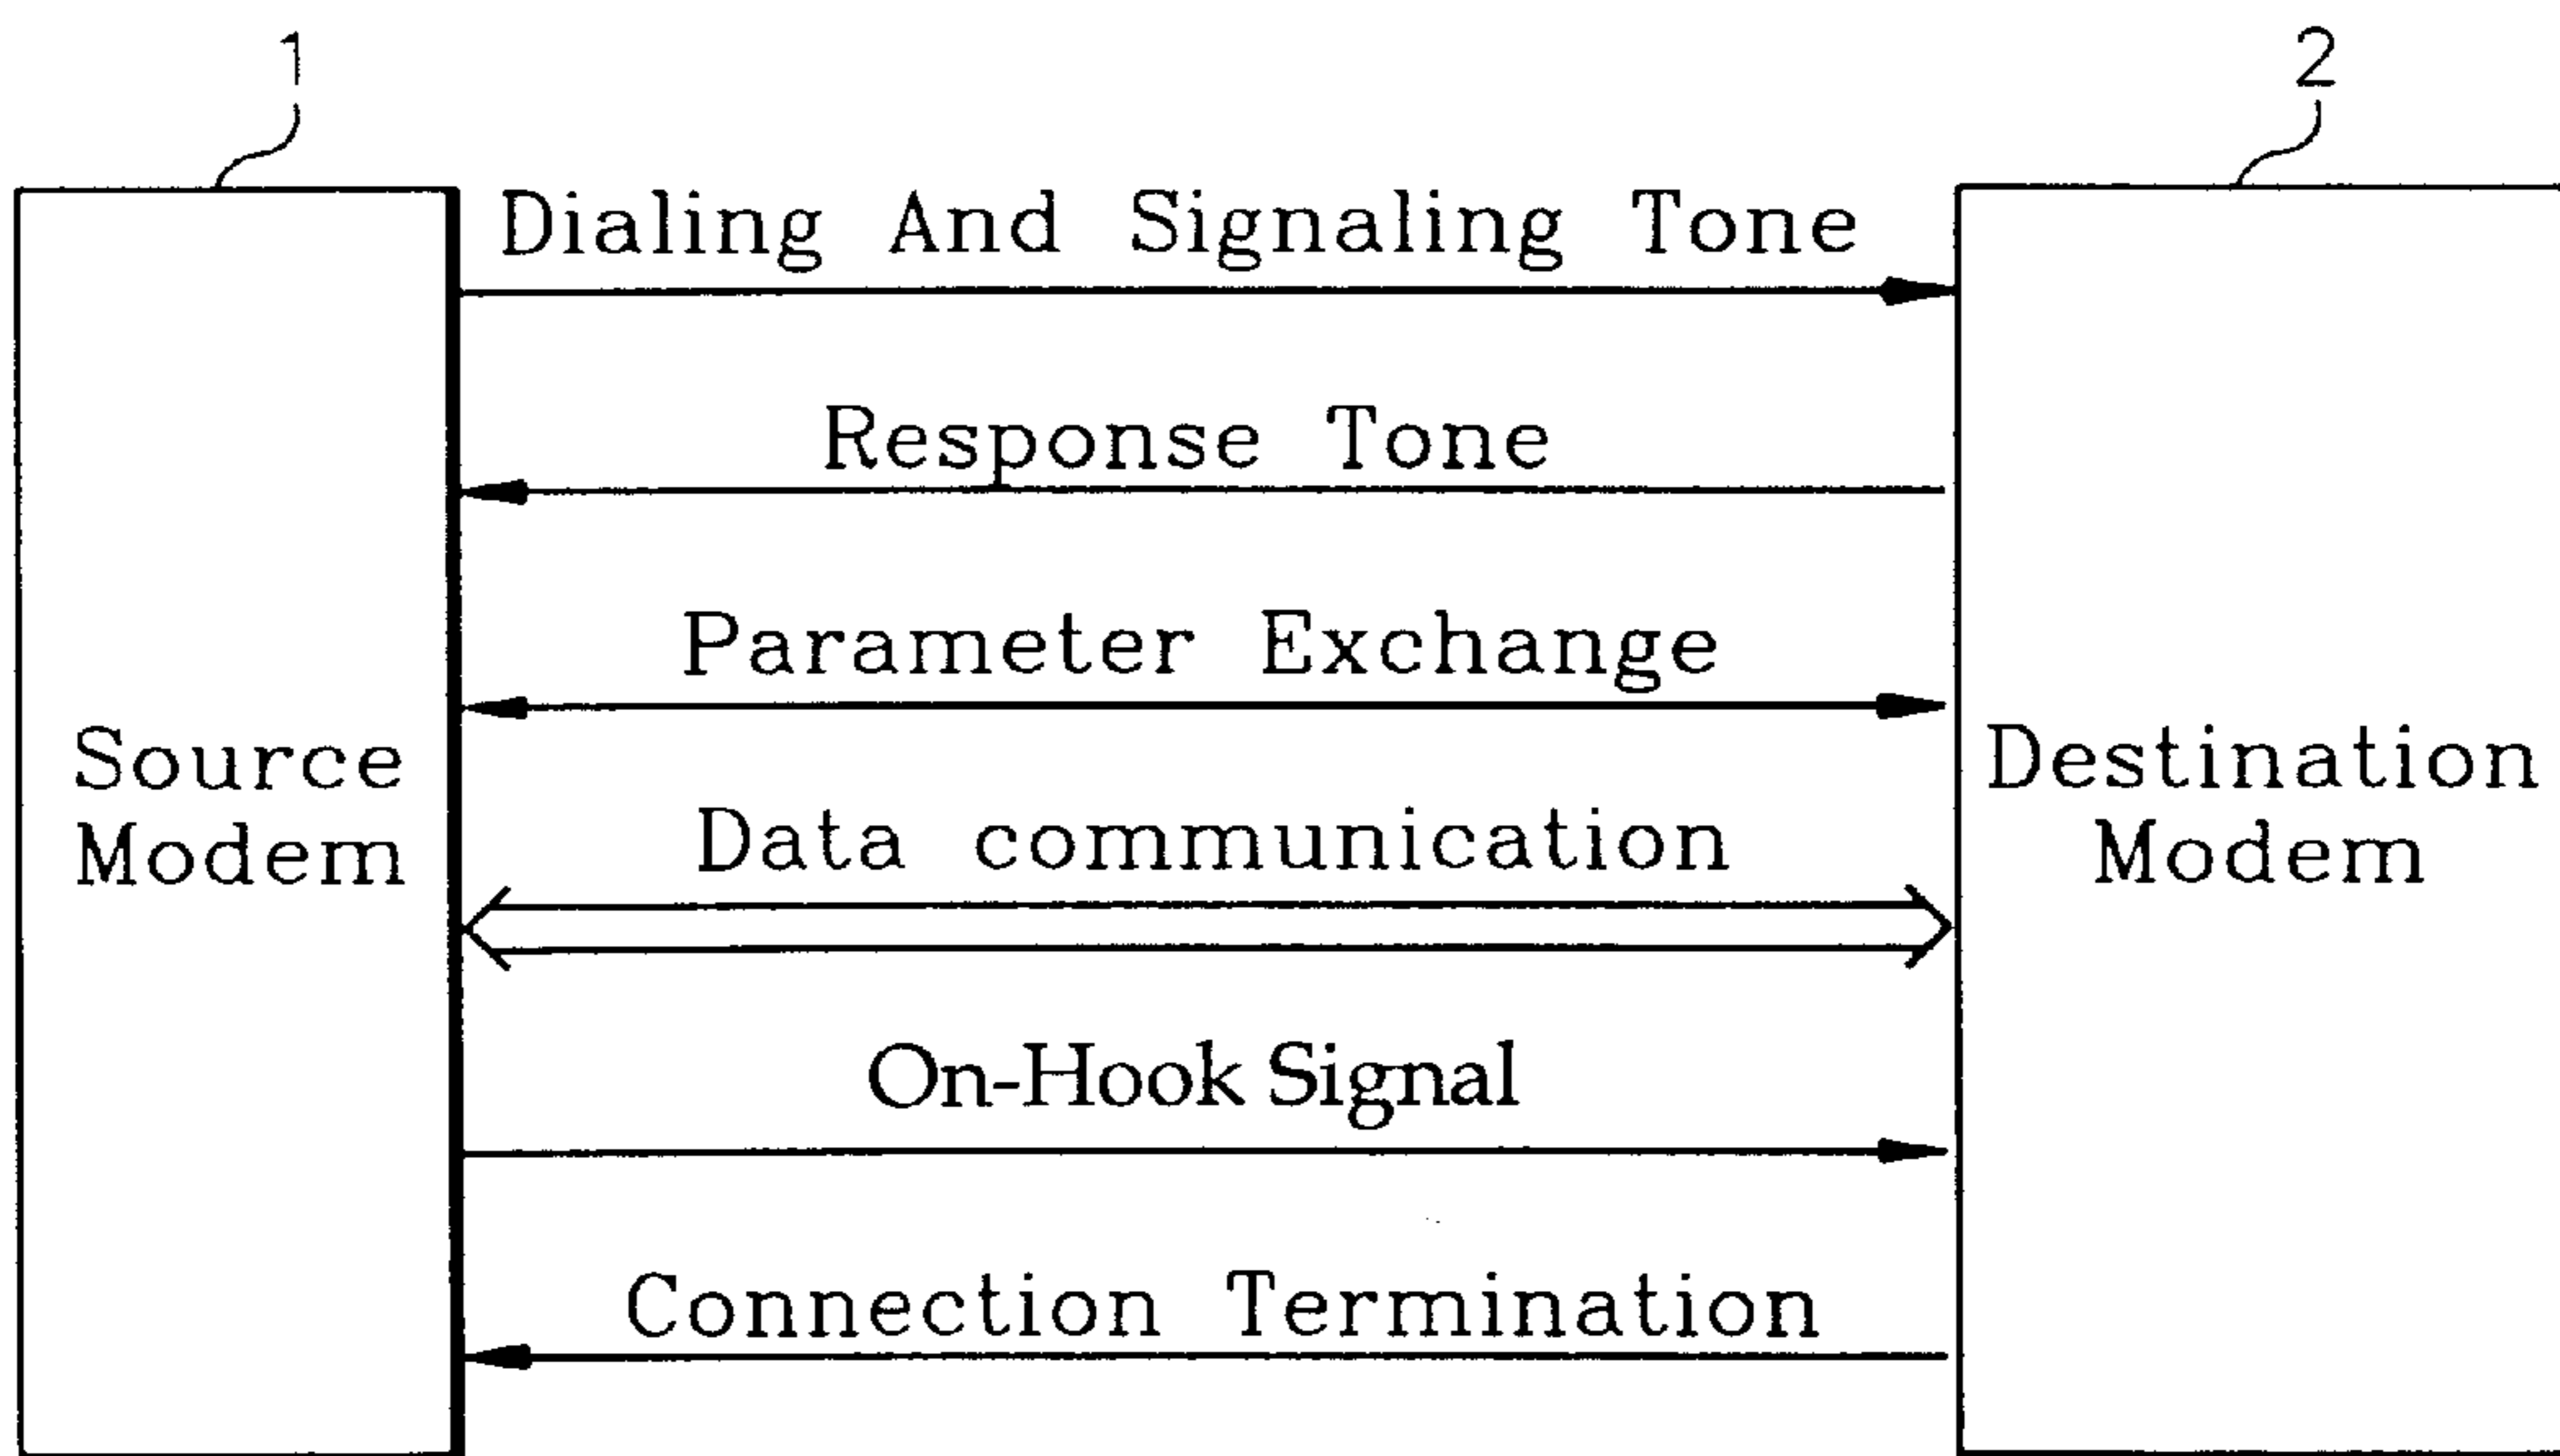 1
2
Dialing And Signaling Tone
Response Tone
Parameter Exchange
Source
Modem
Data communication
Destination
Modem
On-Hook Signal
Connection Termination